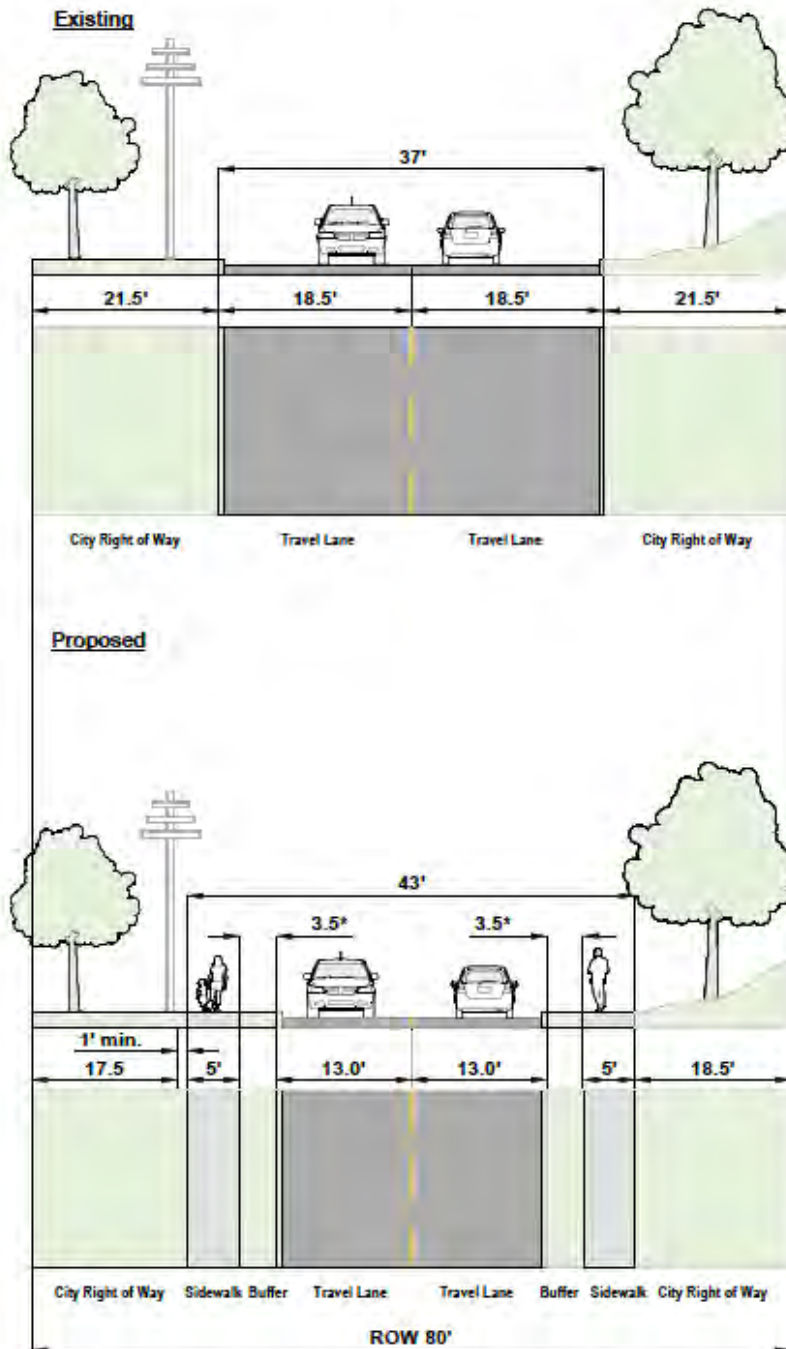 Existing
37'
21.5' 18.5' 18.5' 21.5'
City Right of Way Travel Lane Travel Lane City Right of Way
Proposed
43'
3.5* 3.5*
1' min.
17.5 5' 13.0' 13.0' 5' 18.5'
City Right of Way Sidewalk Buffer Travel Lane Travel Lane Buffer Sidewalk City Right of Way
ROW 80'